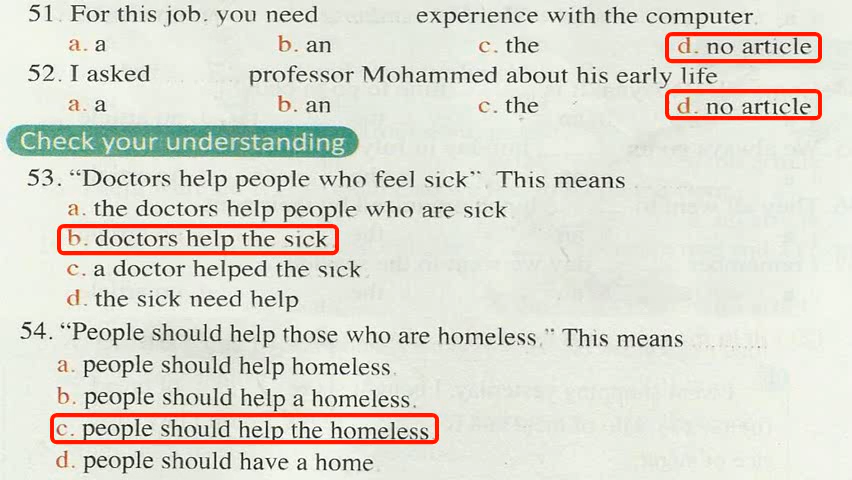 51. For this job. you need experience with the computer.
a. a b. an c. the d. no article
52. I asked professor Mohammed about his early life
a. a b. an c. the d. no article
Check your understanding
53. “Doctors help people who feel sick”. This means
a. the doctors help people who are sick
b. doctors help the sick
c. a doctor helped the sick.
d. the sick need help
54. “People should help those who are homeless.” This means ..........
a. people should help homeless.
b. people should help a homeless.
c. people should help the homeless
d. people should have a home.